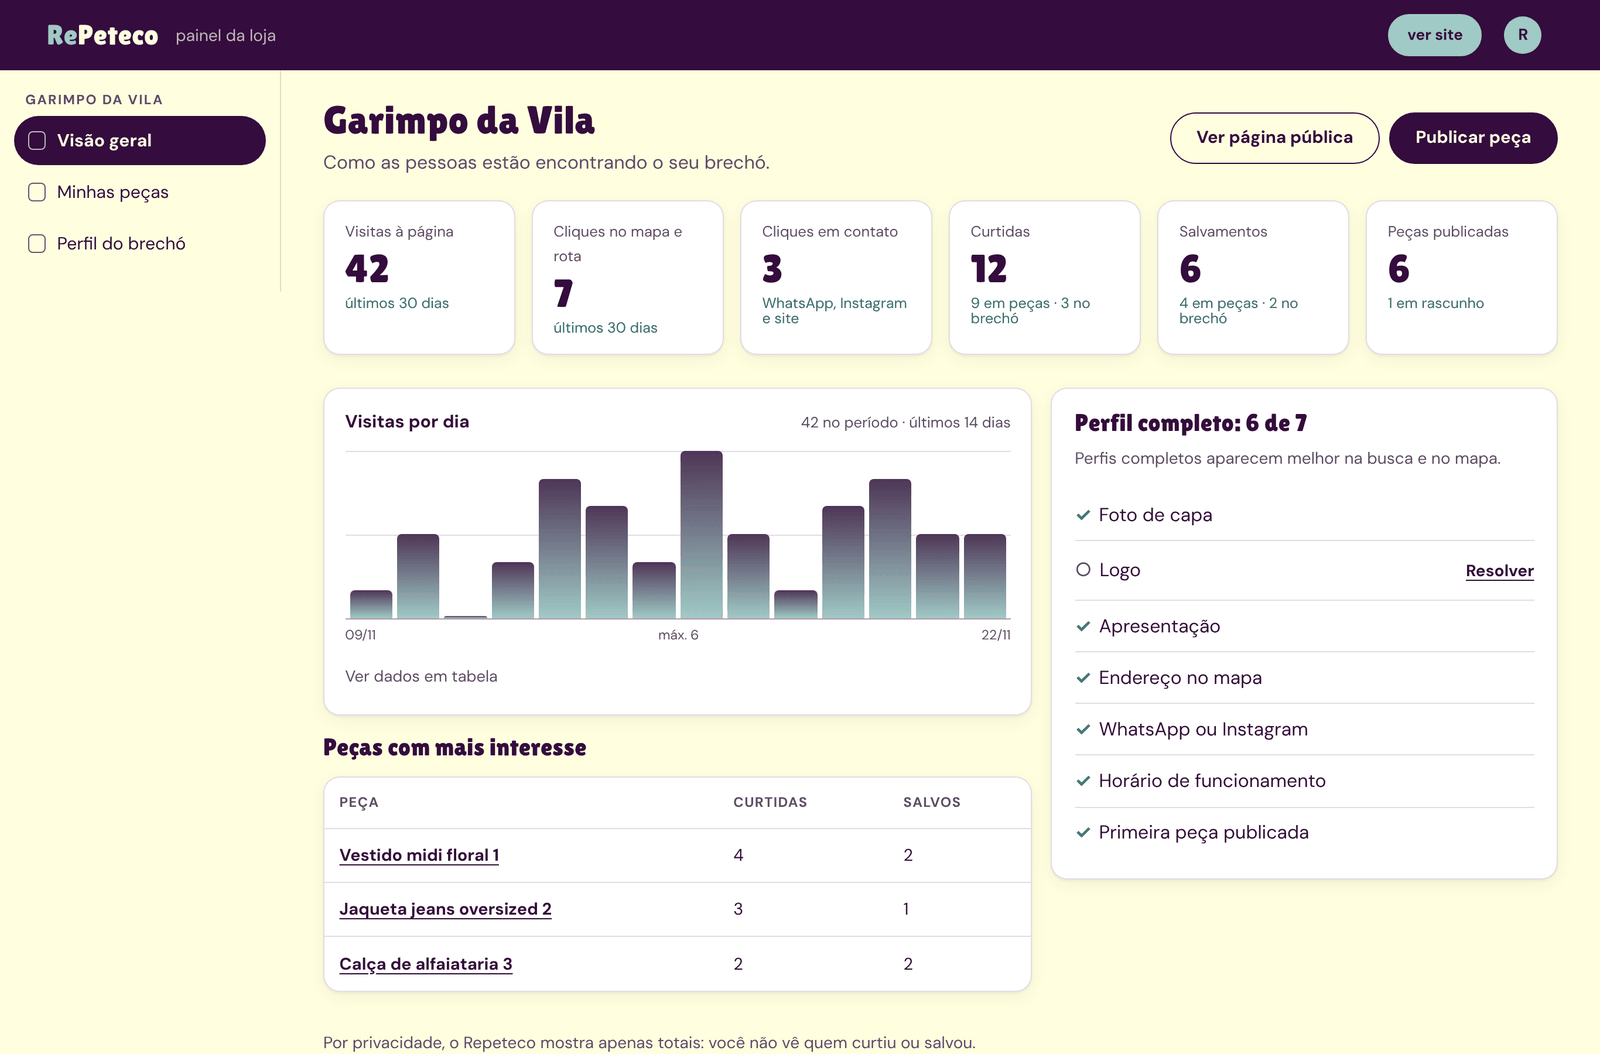 RePeteco painel da loja
ver site
R
GARIMPO DA VILA
Visão geral
Minhas peças
Perfil do brechó
Garimpo da Vila
Como as pessoas estão encontrando o seu brechó.
Ver página pública
Publicar peça
Visitas à página
42
últimos 30 dias
Cliques no mapa e
rota
7
últimos 30 dias
Cliques em contato
3
WhatsApp, Instagram
e site
Curtidas
12
9 em peças · 3 no
brechó
Salvamentos
6
4 em peças · 2 no
brechó
Peças publicadas
6
1 em rascunho
Visitas por dia
42 no período · últimos 14 dias
09/11
máx. 6
22/11
Ver dados em tabela
Peças com mais interesse
PEÇA CURTIDAS SALVOS
Vestido midi floral 1 4 2
Jaqueta jeans oversized 2 3 1
Calça de alfaiataria 3 2 2
Perfil completo: 6 de 7
Perfis completos aparecem melhor na busca e no mapa.
Foto de capa
Logo Resolver
Apresentação
Endereço no mapa
WhatsApp ou Instagram
Horário de funcionamento
Primeira peça publicada
Por privacidade, o Repeteco mostra apenas totais: você não vê quem curtiu ou salvou.